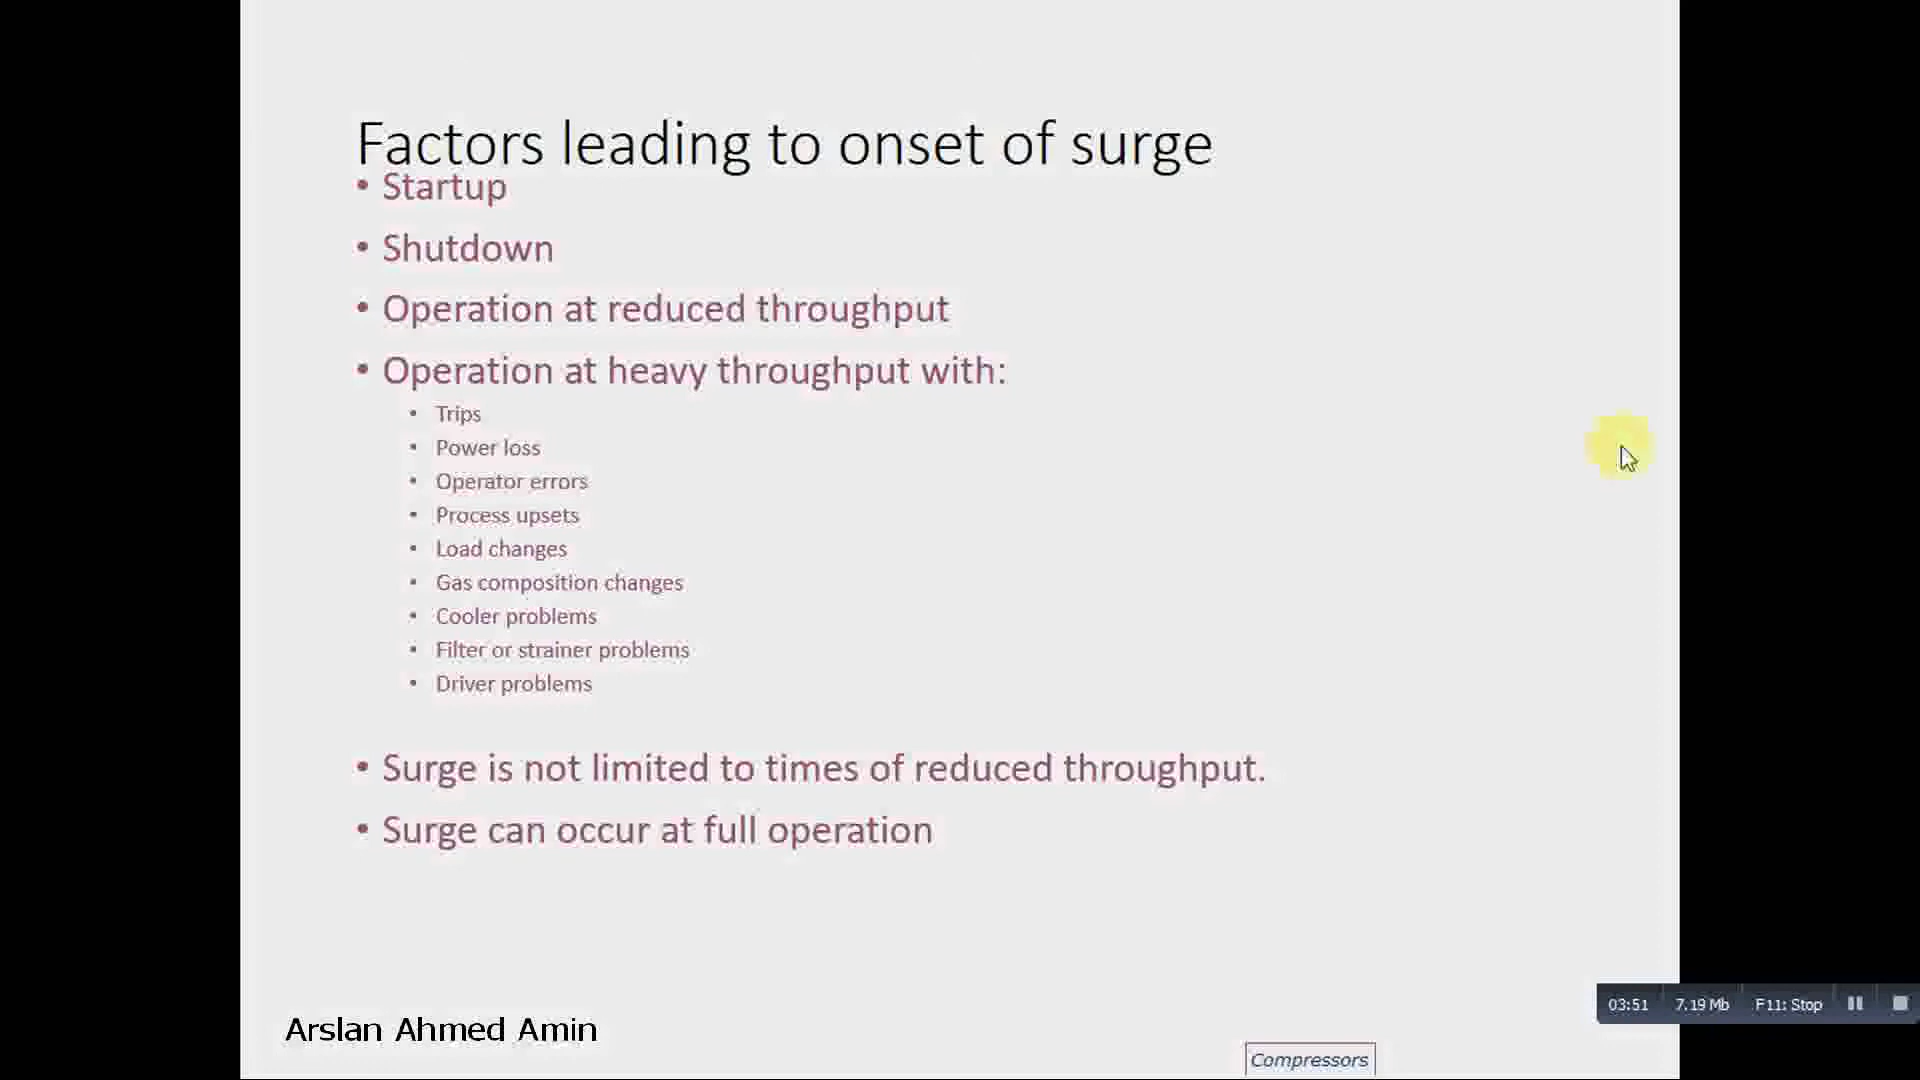 Factors leading to onset of surge
• Startup
• Shutdown
• Operation at reduced throughput
• Operation at heavy throughput with:
• Trips
• Power loss
• Operator errors
• Process upsets
• Load changes
• Gas composition changes
• Cooler problems
• Filter or strainer problems
• Driver problems
• Surge is not limited to times of reduced throughput.
• Surge can occur at full operation
03:51 7.19 Mb F11: Stop
Arslan Ahmed Amin
Compressors